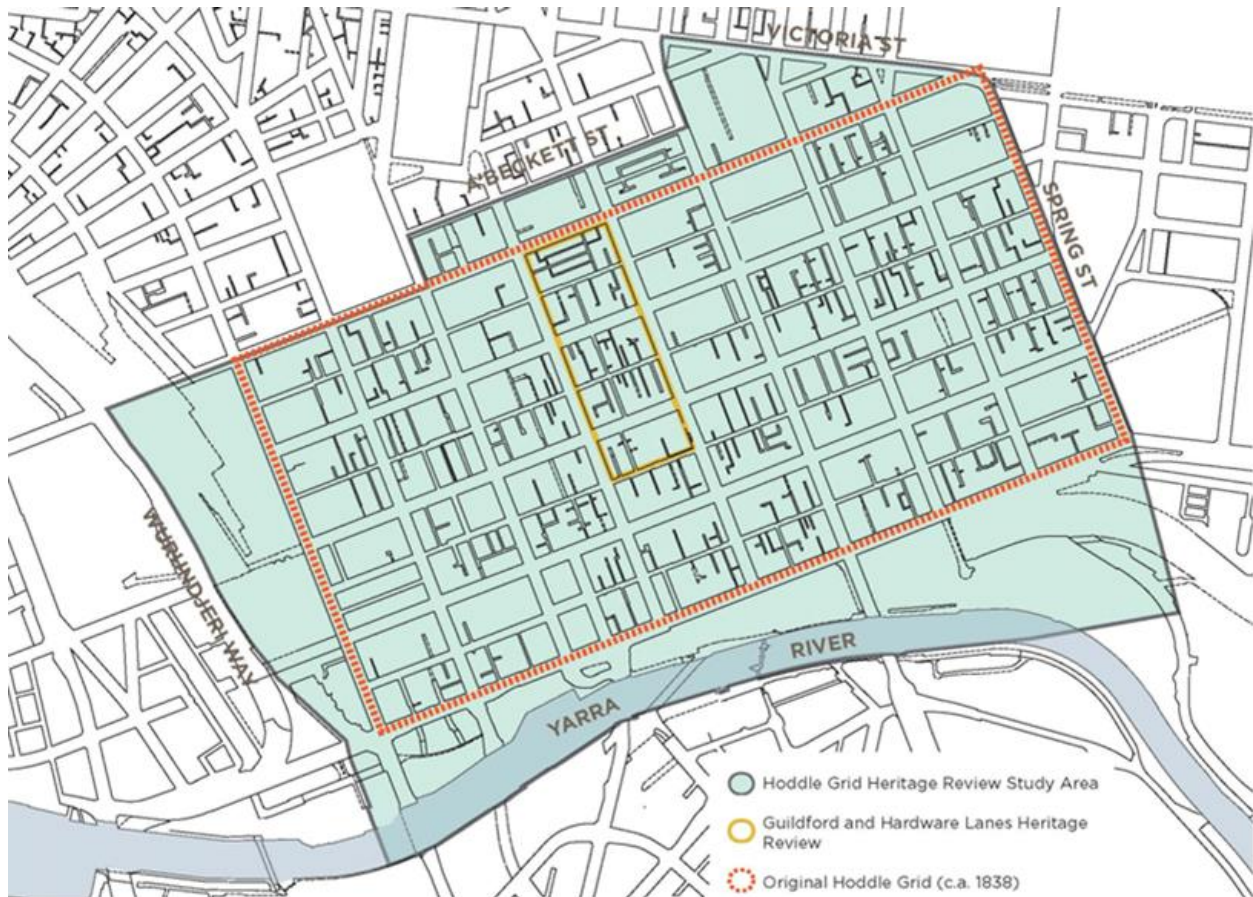 VICTORIA ST
A'BECKETT ST
SPRING ST
WURUNDJERI WAY
RIVER
YARRA
Hoddle Grid Heritage Review Study Area
Guildford and Hardware Lanes Heritage
Review
Original Hoddle Grid (c.a. 1838)